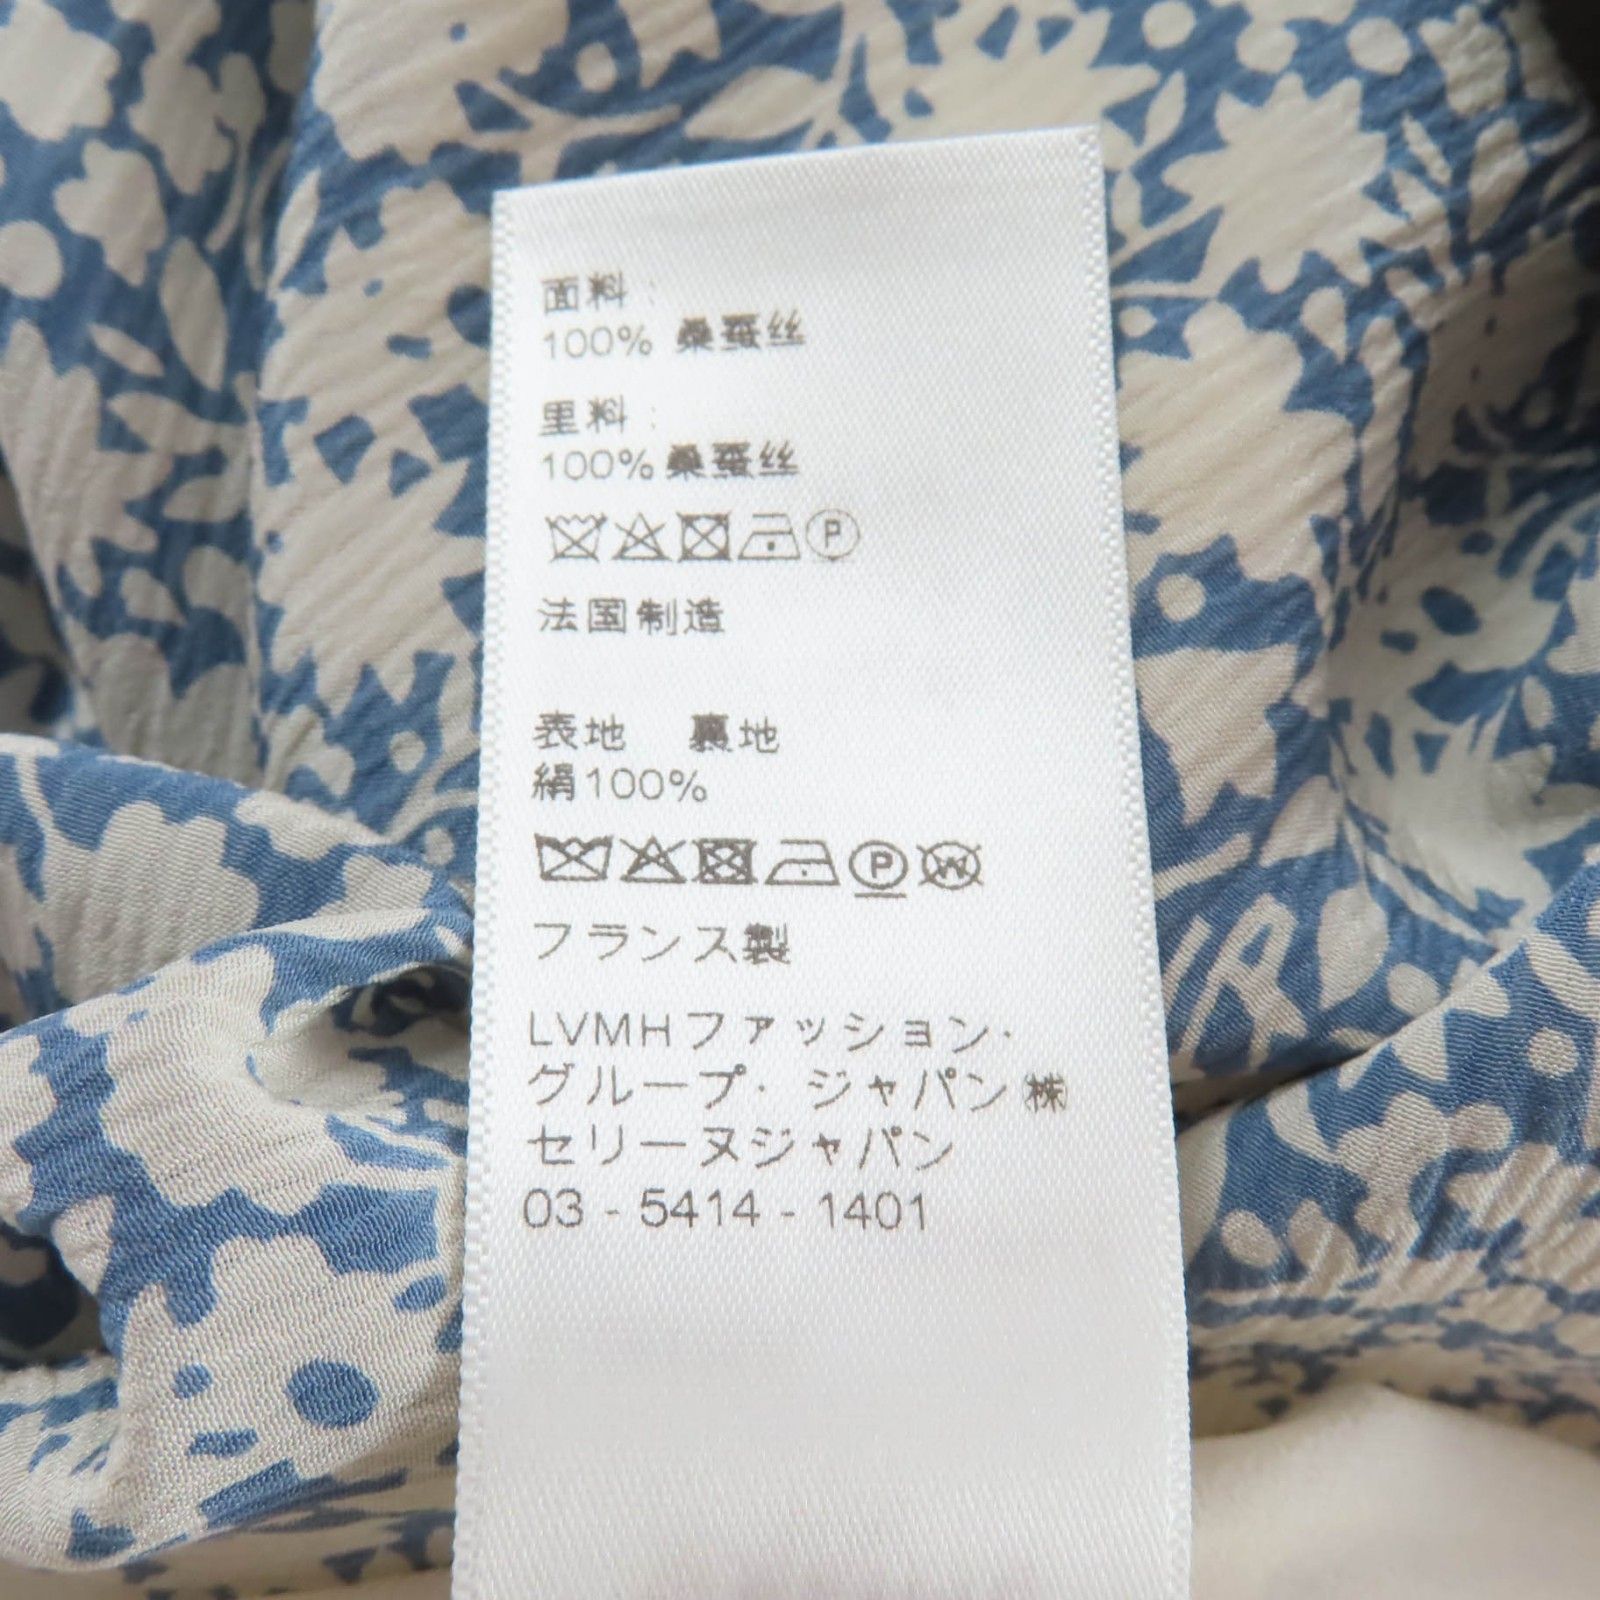 面料:
100% 桑蚕丝
里料:
100% 桑蚕丝
P
法国制造
表地 裏地
絹100%
P W
フランス製
LVMHファッション・
グループ・ジャパン㈱
セリーヌジャパン
03 - 5414 - 1401